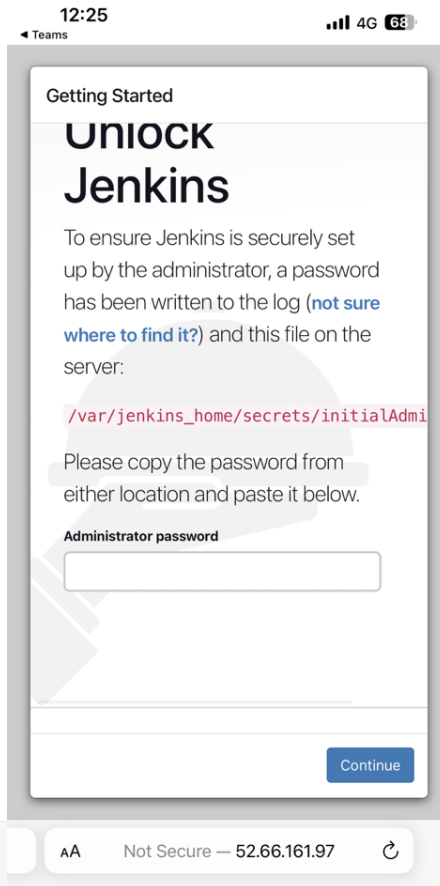 12:25
4G 68
◀ Teams
Getting Started
Unlock
Jenkins
To ensure Jenkins is securely set
up by the administrator, a password
has been written to the log (not sure
where to find it?) and this file on the
server:
/var/jenkins_home/secrets/initialAdmi
Please copy the password from
either location and paste it below.
Administrator password
Continue
AA Not Secure — 52.66.161.97